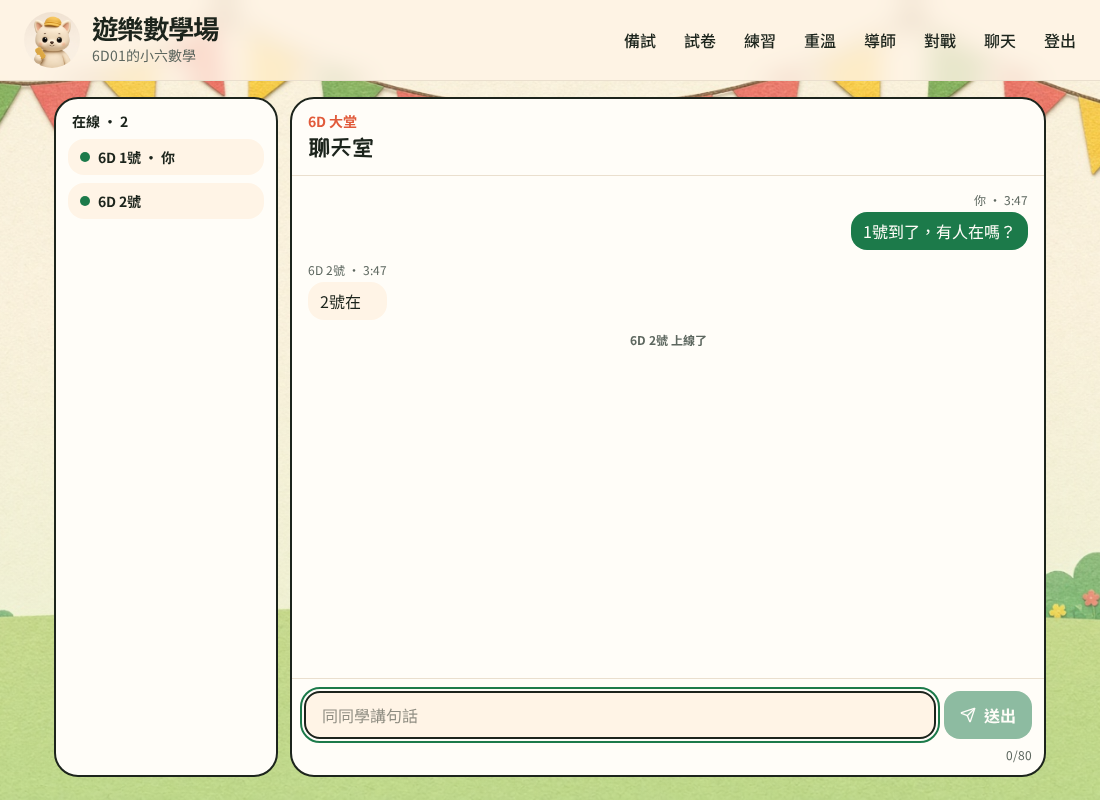 遊樂數學場
6D01的小六數學
備試 試卷 練習 重溫 導師 對戰 聊天 登出
在線 · 2
6D 1號 · 你
6D 2號
6D 大堂
聊天室
你 · 3:47
1號到了，有人在嗎？
6D 2號 · 3:47
2號在
6D 2號 上線了
同同學講句話
送出
0/80